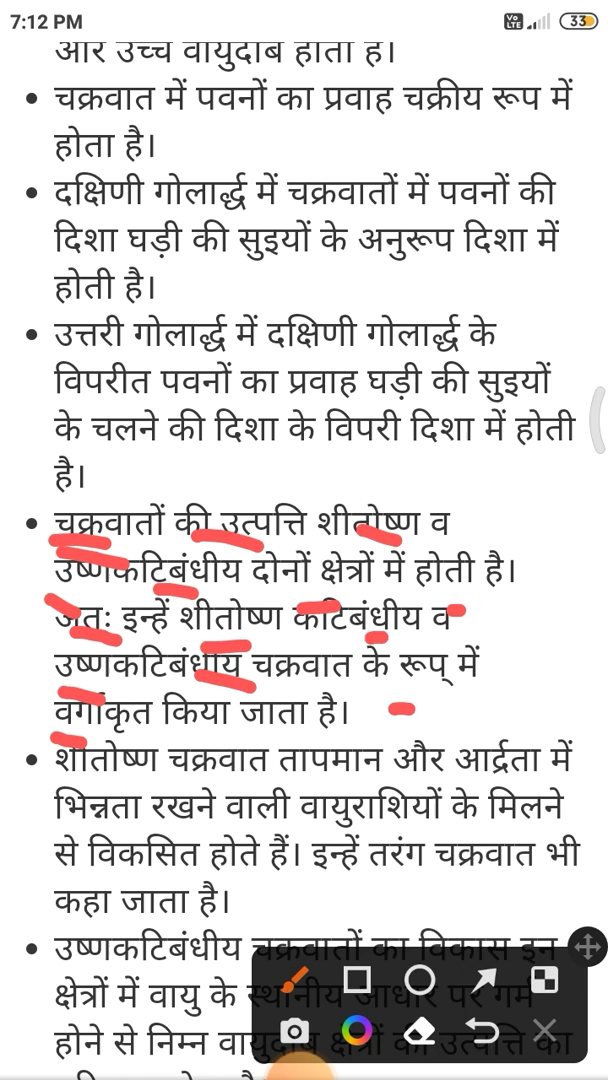 7:12 PM
Vo LTE 33
और उच्च वायुदाब होता है।
• चक्रवात में पवनों का प्रवाह चक्रीय रूप में
होता है।
• दक्षिणी गोलार्द्ध में चक्रवातों में पवनों की
दिशा घड़ी की सुइयों के अनुरूप दिशा में
होती है।
• उत्तरी गोलार्द्ध में दक्षिणी गोलार्द्ध के
विपरीत पवनों का प्रवाह घड़ी की सुइयों
के चलने की दिशा के विपरी दिशा में होती
है।
• चक्रवातों की उत्पत्ति शीतोष्ण व
उष्णकटिबंधीय दोनों क्षेत्रों में होती है।
अतः इन्हें शीतोष्ण कटिबंधीय व
उष्णकटिबंधीय चक्रवात के रूप् में
वर्गीकृत किया जाता है।
• शीतोष्ण चक्रवात तापमान और आर्द्रता में
भिन्नता रखने वाली वायुराशियों के मिलने
से विकसित होते हैं। इन्हें तरंग चक्रवात भी
कहा जाता है।
• उष्णकटिबंधीय चक्रवातों का विकास इन
क्षेत्रों में वायु के स्थानीय आधार पर गर्म
होने से निम्न वायुदाब क्षेत्रों की उत्पत्ति का